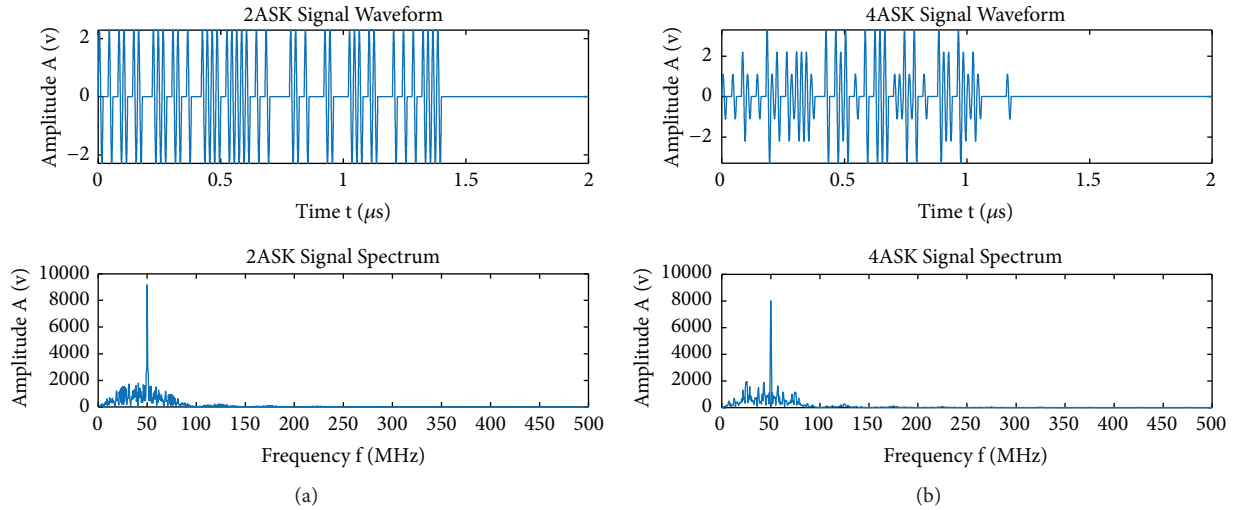 2ASK Signal Waveform
Amplitude A (v)
2
0
−2
0 0.5 1 1.5 2
Time t (μs)
2ASK Signal Spectrum
Amplitude A (v)
10000
8000
6000
4000
2000
0
0 50 100 150 200 250 300 350 400 450 500
Frequency f (MHz)
(a)
4ASK Signal Waveform
Amplitude A (v)
2
0
−2
0 0.5 1 1.5 2
Time t (μs)
4ASK Signal Spectrum
Amplitude A (v)
10000
8000
6000
4000
2000
0
0 50 100 150 200 250 300 350 400 450 500
Frequency f (MHz)
(b)